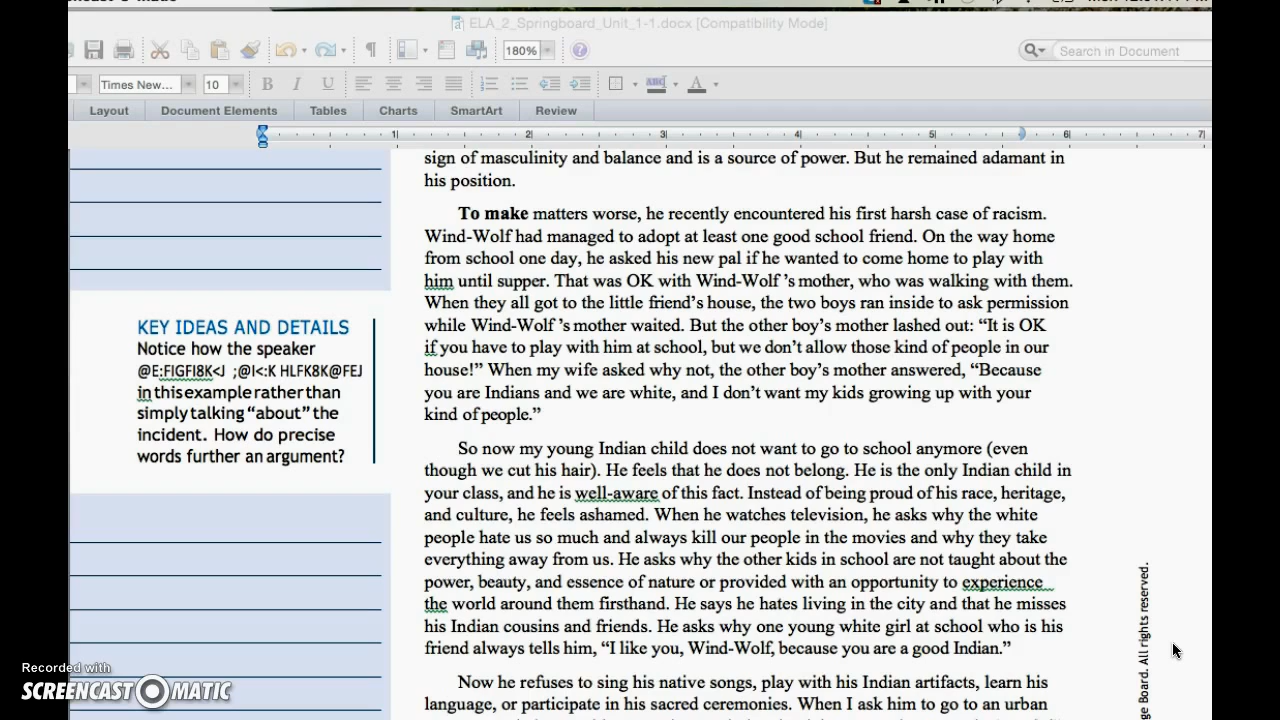 ELA_2_Springboard_Unit_1-1.docx [Compatibility Mode]
180%
Search in Document
Times New...
10
B I U
ABC
A
Layout
Document Elements
Tables
Charts
SmartArt
Review
1 2 3 4 5 6 7
sign of masculinity and balance and is a source of power. But he remained adamant in
his position.
To make matters worse, he recently encountered his first harsh case of racism.
Wind-Wolf had managed to adopt at least one good school friend. On the way home
from school one day, he asked his new pal if he wanted to come home to play with
him until supper. That was OK with Wind-Wolf ’s mother, who was walking with them.
When they all got to the little friend’s house, the two boys ran inside to ask permission
while Wind-Wolf ’s mother waited. But the other boy’s mother lashed out: “It is OK
if you have to play with him at school, but we don’t allow those kind of people in our
house!” When my wife asked why not, the other boy’s mother answered, “Because
you are Indians and we are white, and I don’t want my kids growing up with your
kind of people.”
So now my young Indian child does not want to go to school anymore (even
though we cut his hair). He feels that he does not belong. He is the only Indian child in
your class, and he is well-aware of this fact. Instead of being proud of his race, heritage,
and culture, he feels ashamed. When he watches television, he asks why the white
people hate us so much and always kill our people in the movies and why they take
everything away from us. He asks why the other kids in school are not taught about the
power, beauty, and essence of nature or provided with an opportunity to experience
the world around them firsthand. He says he hates living in the city and that he misses
his Indian cousins and friends. He asks why one young white girl at school who is his
friend always tells him, “I like you, Wind-Wolf, because you are a good Indian.”
Now he refuses to sing his native songs, play with his Indian artifacts, learn his
language, or participate in his sacred ceremonies. When I ask him to go to an urban
KEY IDEAS AND DETAILS
Notice how the speaker
@E:FIGFI8K<J ;@I<:K HLFK8K@FEJ
in this example rather than
simply talking “about” the
incident. How do precise
words further an argument?
ge Board. All rights reserved.
Recorded with
SCREENCAST-O-MATIC